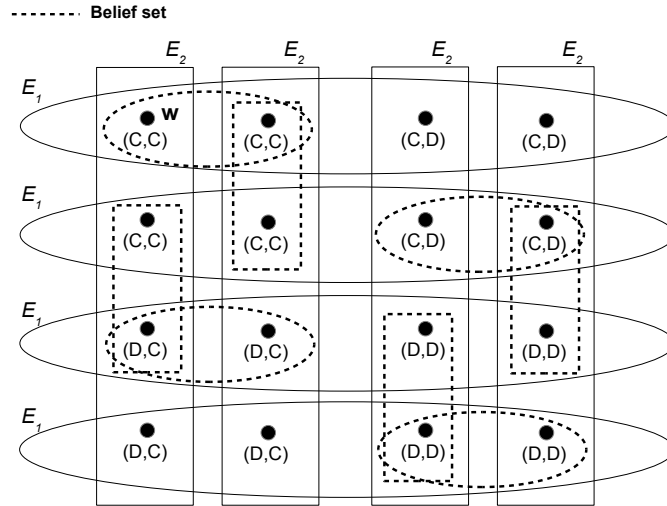 Belief set
E2 E2 E2 E2
E1
w
(C,C) (C,C) (C,D) (C,D)
E1
(C,C) (C,C) (C,D) (C,D)
E1
(D,C) (D,C) (D,D) (D,D)
E1
(D,C) (D,C) (D,D) (D,D)